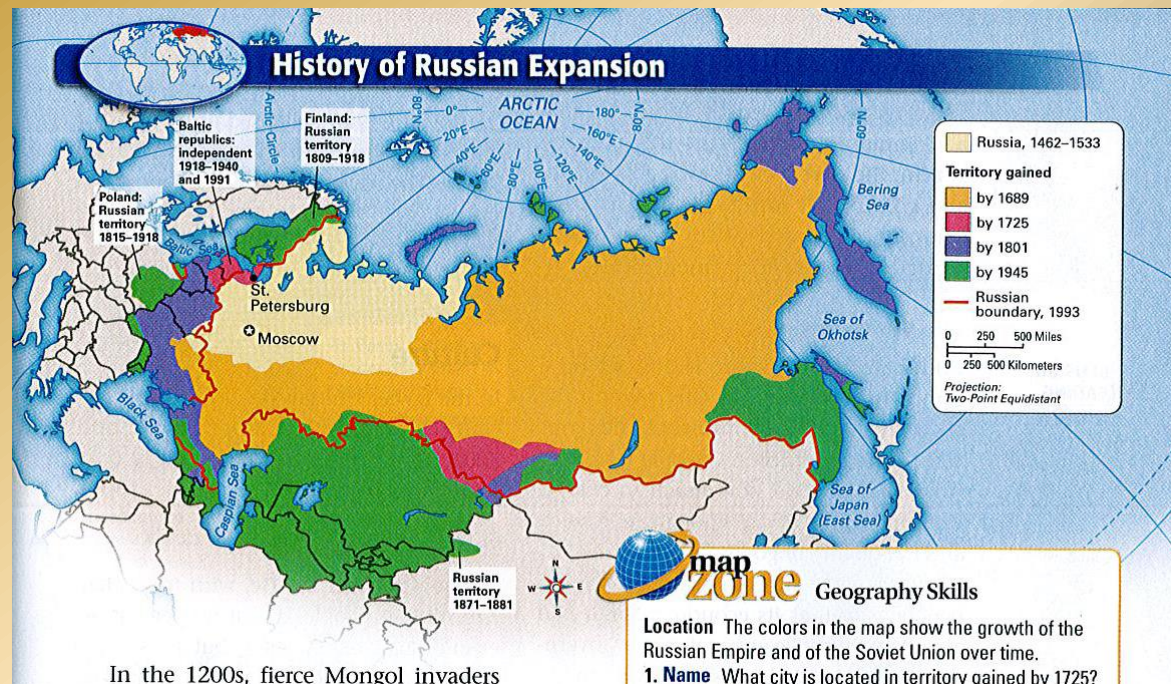 History of Russian Expansion
ARCTIC
OCEAN
Arctic Circle
80°N
0°
20°E
40°E
60°E
80°E
100°E
120°E
140°E
160°E
180°
80°N
60°N
Baltic
republics:
independent
1918–1940
and 1991
Finland:
Russian
territory
1809–1918
Poland:
Russian
territory
1815–1918
Baltic Sea
St.
Petersburg
Moscow
Black Sea
Caspian Sea
Bering
Sea
Sea of
Okhotsk
Sea of
Japan
(East Sea)
Russian
territory
1871–1881
N
W E
S
Russia, 1462–1533
Territory gained
by 1689
by 1725
by 1801
by 1945
Russian
boundary, 1993
0 250 500 Miles
0 250 500 Kilometers
Projection:
Two-Point Equidistant
map
zone Geography Skills
Location The colors in the map show the growth of the
Russian Empire and of the Soviet Union over time.
1. Name What city is located in territory gained by 1725?
In the 1200s, fierce Mongol invaders